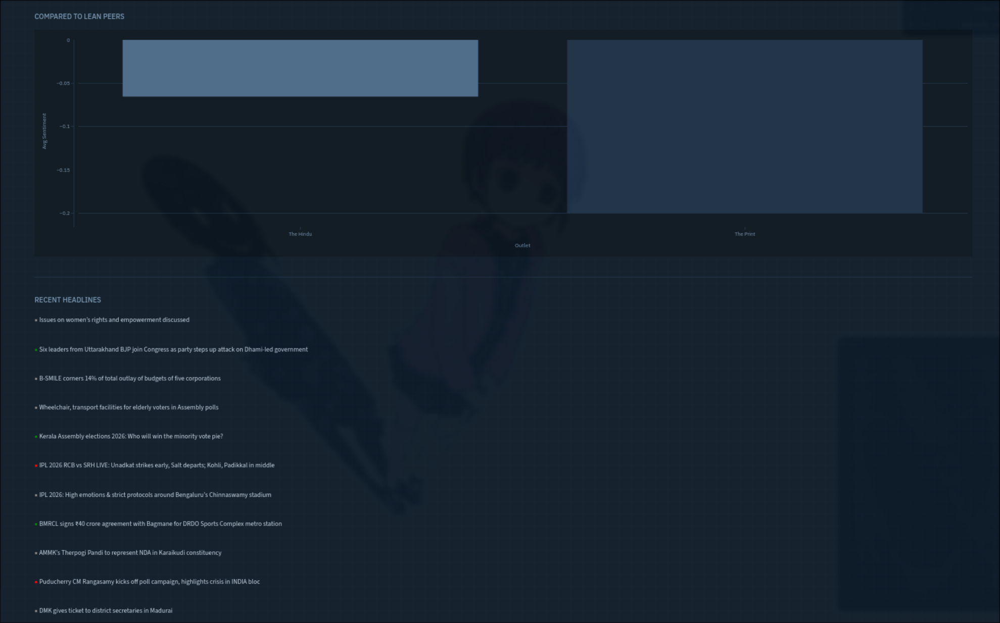 COMPARED TO LEAN PEERS
0
−0.05
−0.1
−0.15
−0.2
Avg Sentiment
The Hindu
The Print
Outlet
RECENT HEADLINES
Issues on women's rights and empowerment discussed
Six leaders from Uttarakhand BJP join Congress as party steps up attack on Dhami-led government
B-SMILE corners 14% of total outlay of budgets of five corporations
Wheelchair, transport facilities for elderly voters in Assembly polls
Kerala Assembly elections 2026: Who will win the minority vote pie?
IPL 2026 RCB vs SRH LIVE: Unadkat strikes early, Salt departs; Kohli, Padikkal in middle
IPL 2026: High emotions & strict protocols around Bengaluru's Chinnaswamy stadium
BMRCL signs ₹40 crore agreement with Bagmane for DRDO Sports Complex metro station
AMMK's Therpogi Pandi to represent NDA in Karaikudi constituency
Puducherry CM Rangasamy kicks off poll campaign, highlights crisis in INDIA bloc
DMK gives ticket to district secretaries in Madurai